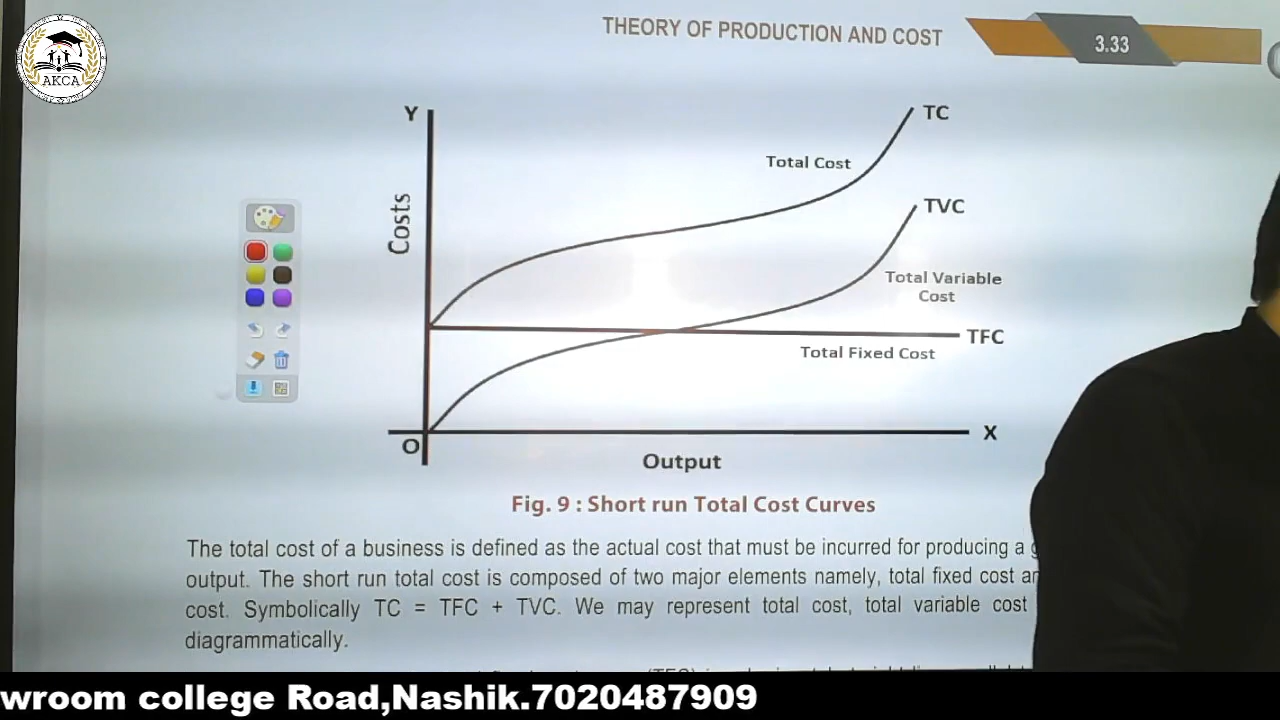 AKCA
THEORY OF PRODUCTION AND COST
3.33
Y
TC
Total Cost
Costs
TVC
Total Variable
Cost
TFC
Total Fixed Cost
O
X
Output
Fig. 9 : Short run Total Cost Curves
The total cost of a business is defined as the actual cost that must be incurred for producing a
output. The short run total cost is composed of two major elements namely, total fixed cost
cost. Symbolically TC = TFC + TVC. We may represent total cost, total variable cost
diagrammatically.
wroom college Road,Nashik.7020487909